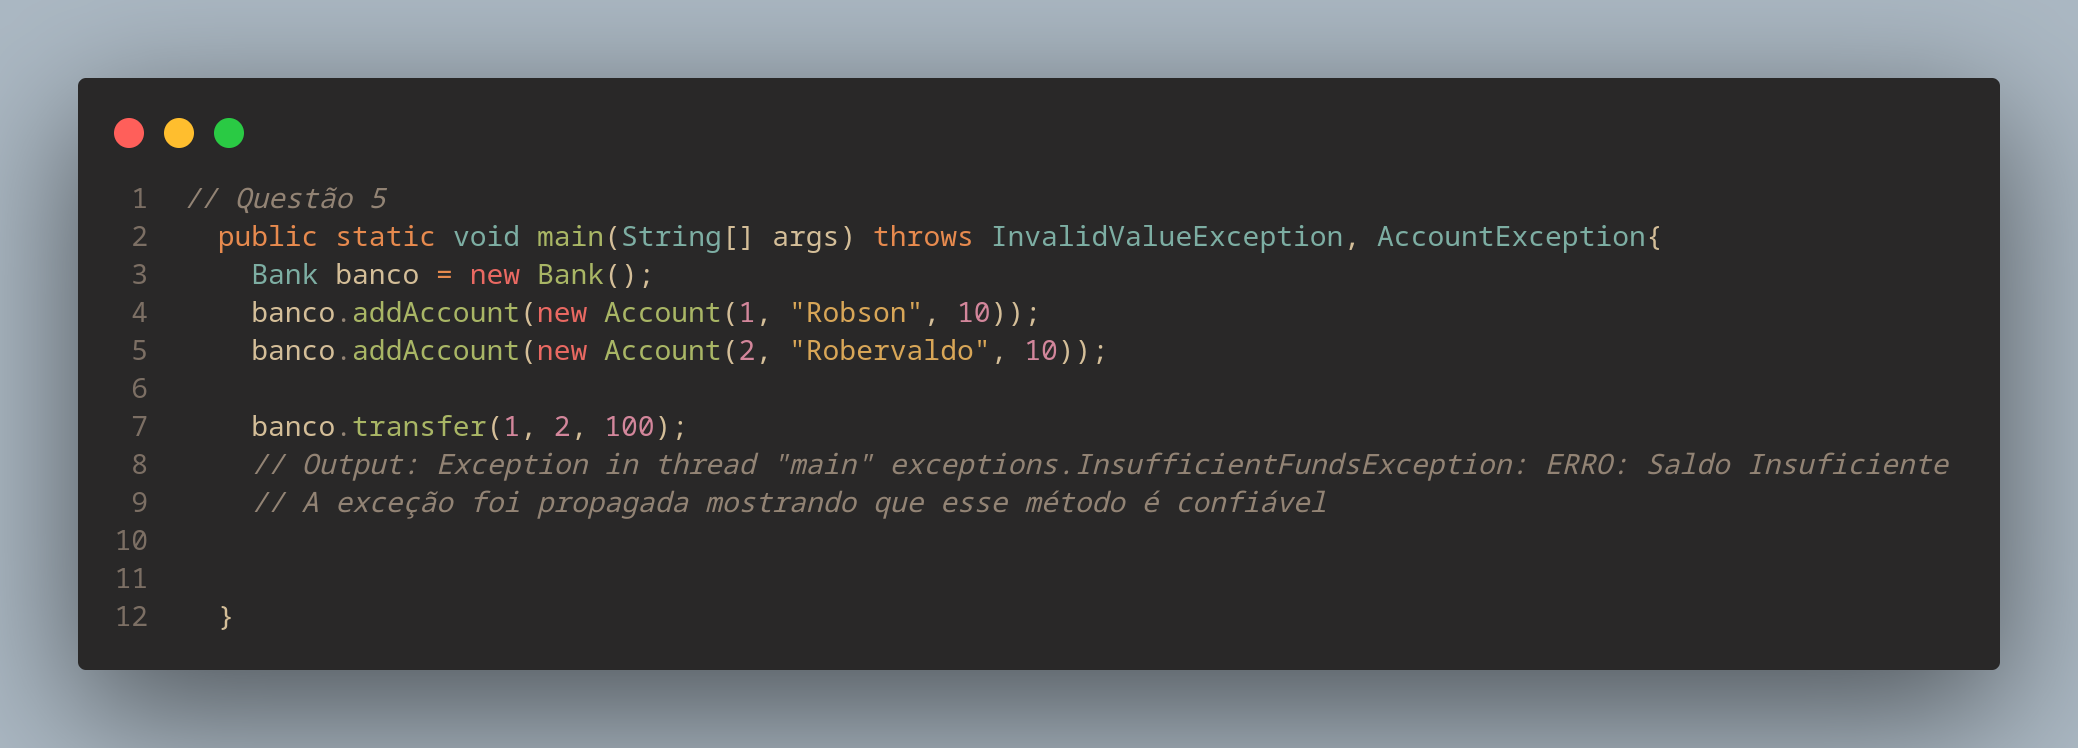 1 // Questão 5
2 public static void main(String[] args) throws InvalidValueException, AccountException{
3 Bank banco = new Bank();
4 banco.addAccount(new Account(1, "Robson", 10));
5 banco.addAccount(new Account(2, "Robervaldo", 10));
6
7 banco.transfer(1, 2, 100);
8 // Output: Exception in thread "main" exceptions.InsufficientFundsException: ERRO: Saldo Insuficiente
9 // A exceção foi propagada mostrando que esse método é confiável
10
11
12 }